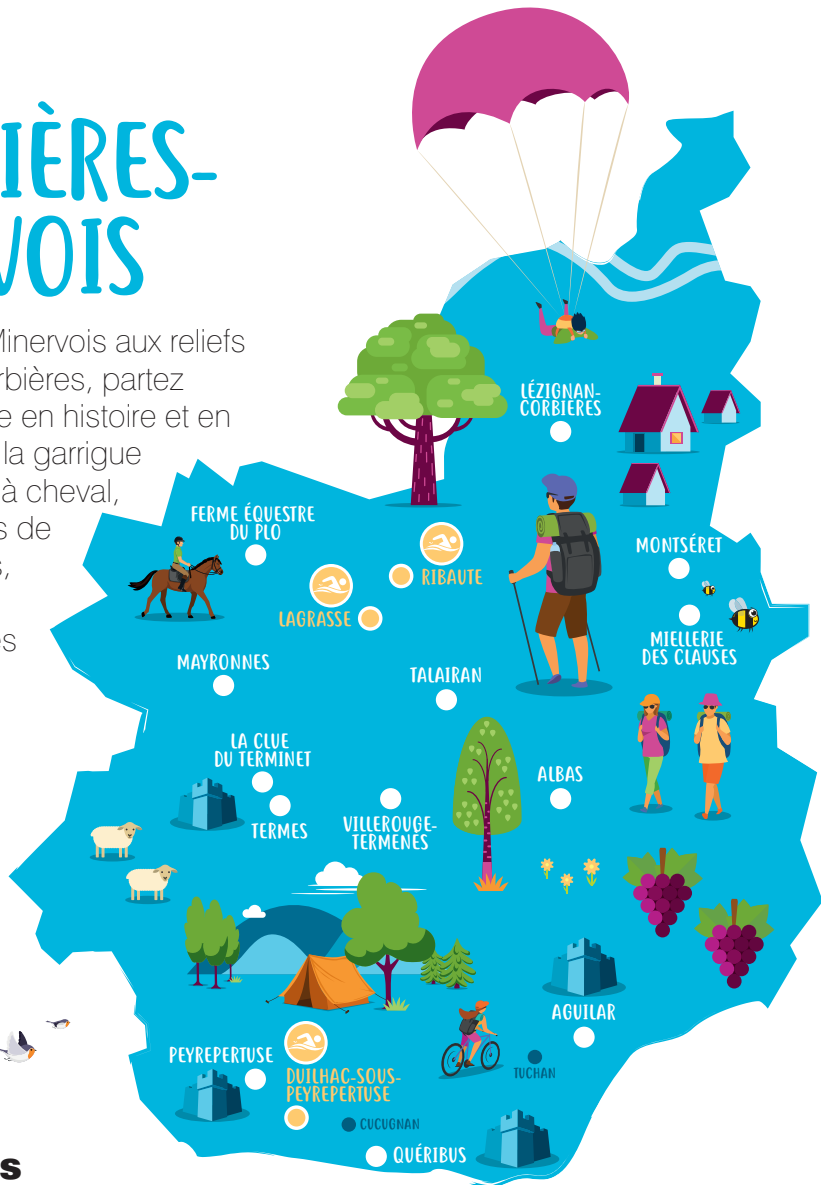 IÈRES-
VOIS
Minervois aux reliefs
rbières, partez
e en histoire et en
la garrigue
à cheval,
s de
s,
es
LÉZIGNAN-
CORBIÈRES
FERME ÉQUESTRE
DU PLO
RIBAUTE
MONTSÉRET
LAGRASSE
MIELLERIE
DES CLAUSES
MAYRONNES
TALAIRAN
LA CLUE
DU TERMINET
ALBAS
TERMES
VILLEROUGE-
TERMENÈS
AGUILAR
PEYREPERTUSE
DUILHAC-SOUS-
PEYREPERTUSE
TUCHAN
CUCUGNAN
QUÉRIBUS
s